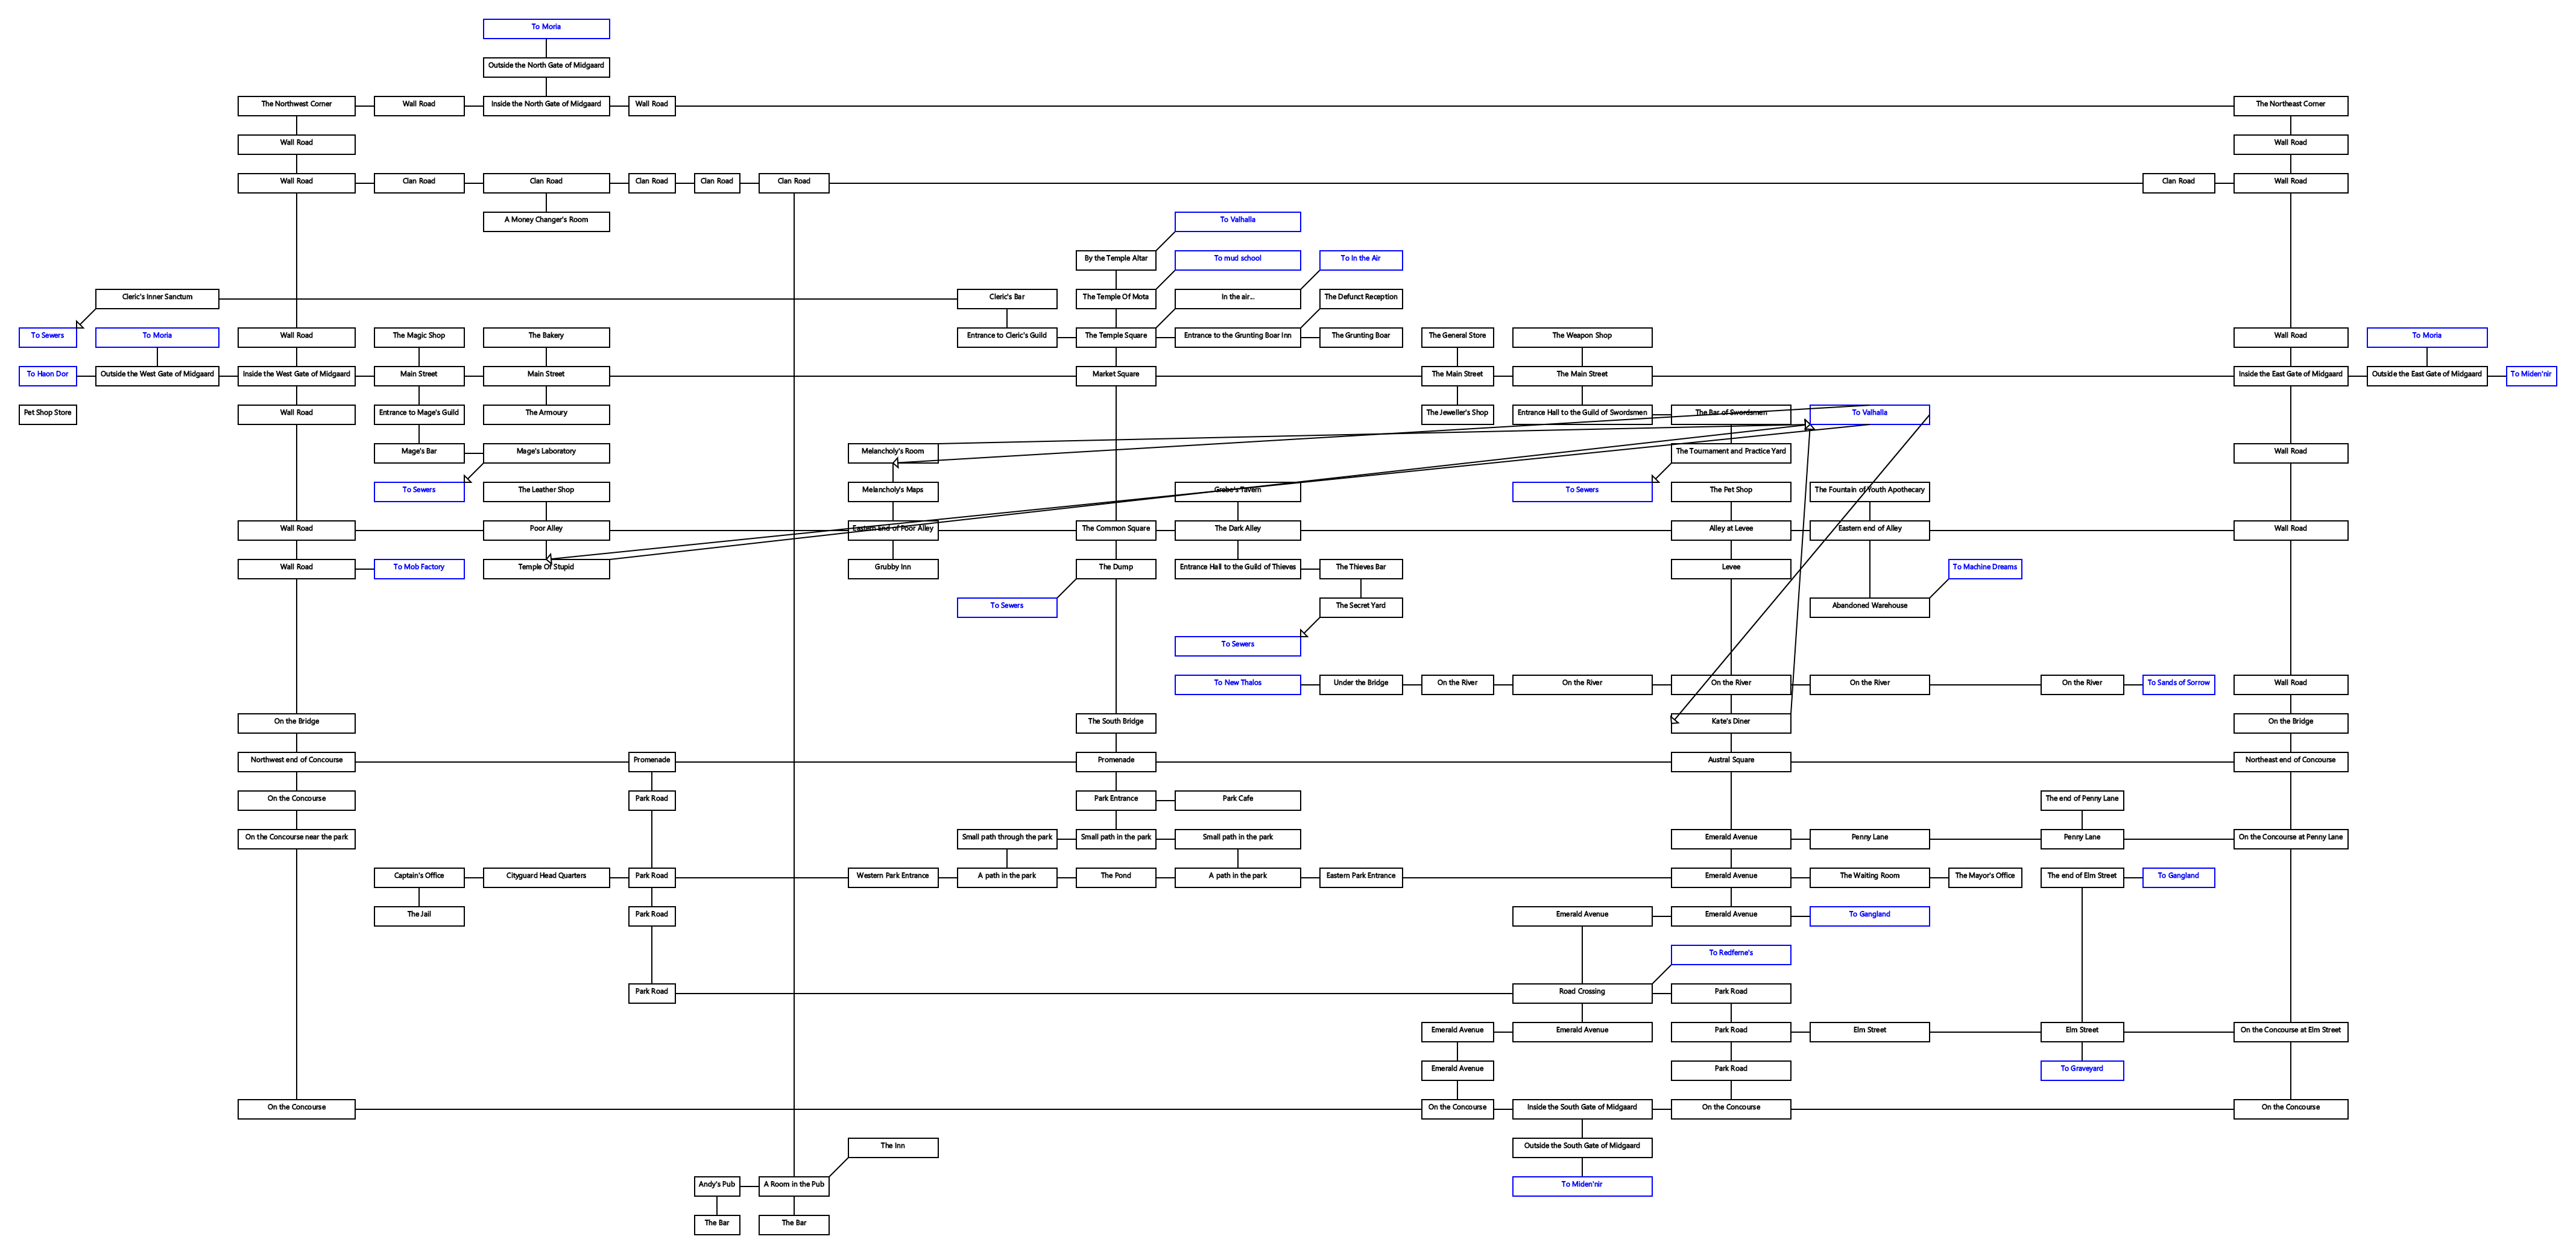 To Moria
Outside the North Gate of Midgaard
The Northwest Corner
Wall Road
Inside the North Gate of Midgaard
Wall Road
The Northeast Corner
Wall Road
Wall Road
Wall Road
Clan Road
Clan Road
Clan Road
Clan Road
Clan Road
Clan Road
Wall Road
A Money Changer's Room
To Valhalla
By the Temple Altar
To mud school
To In the Air
Cleric's Inner Sanctum
Cleric's Bar
The Temple Of Mota
In the air...
The Defunct Reception
To Sewers
To Moria
Wall Road
The Magic Shop
The Bakery
Entrance to Cleric's Guild
The Temple Square
Entrance to the Grunting Boar Inn
The Grunting Boar
The General Store
The Weapon Shop
Wall Road
To Moria
To Haon Dor
Outside the West Gate of Midgaard
Inside the West Gate of Midgaard
Main Street
Main Street
Market Square
The Main Street
The Main Street
Inside the East Gate of Midgaard
Outside the East Gate of Midgaard
To Miden'nir
Pet Shop Store
Wall Road
Entrance to Mage's Guild
The Armoury
The Jeweller's Shop
Entrance Hall to the Guild of Swordsmen
The Bar of Swordsmen
To Valhalla
Mage's Bar
Mage's Laboratory
Melancholy's Room
The Tournament and Practice Yard
Wall Road
To Sewers
The Leather Shop
Melancholy's Maps
Grebe's Tavern
To Sewers
The Pet Shop
The Fountain of Youth Apothecary
Wall Road
Poor Alley
Eastern End of Poor Alley
The Common Square
The Dark Alley
Alley at Levee
Eastern end of Alley
Wall Road
Wall Road
To Mob Factory
Temple Of Stupid
Grubby Inn
The Dump
Entrance Hall to the Guild of Thieves
The Thieves Bar
Levee
To Machine Dreams
To Sewers
The Secret Yard
Abandoned Warehouse
To Sewers
To New Thalos
Under the Bridge
On the River
On the River
On the River
On the River
On the River
To Sands of Sorrow
Wall Road
On the Bridge
The South Bridge
Kate's Diner
On the Bridge
Northwest end of Concourse
Promenade
Promenade
Austral Square
Northeast end of Concourse
On the Concourse
Park Road
Park Entrance
Park Cafe
The end of Penny Lane
On the Concourse near the park
Small path through the park
Small path in the park
Small path in the park
Emerald Avenue
Penny Lane
Penny Lane
On the Concourse at Penny Lane
Captain's Office
Cityguard Head Quarters
Park Road
Western Park Entrance
A path in the park
The Pond
A path in the park
Eastern Park Entrance
Emerald Avenue
The Waiting Room
The Mayor's Office
The end of Elm Street
To Gangland
The Jail
Park Road
Emerald Avenue
Emerald Avenue
To Gangland
To Redferne's
Park Road
Road Crossing
Park Road
Emerald Avenue
Emerald Avenue
Park Road
Elm Street
Elm Street
On the Concourse at Elm Street
Emerald Avenue
Park Road
To Graveyard
On the Concourse
On the Concourse
Inside the South Gate of Midgaard
On the Concourse
On the Concourse
The Inn
Outside the South Gate of Midgaard
Andy's Pub
A Room in the Pub
To Miden'nir
The Bar
The Bar